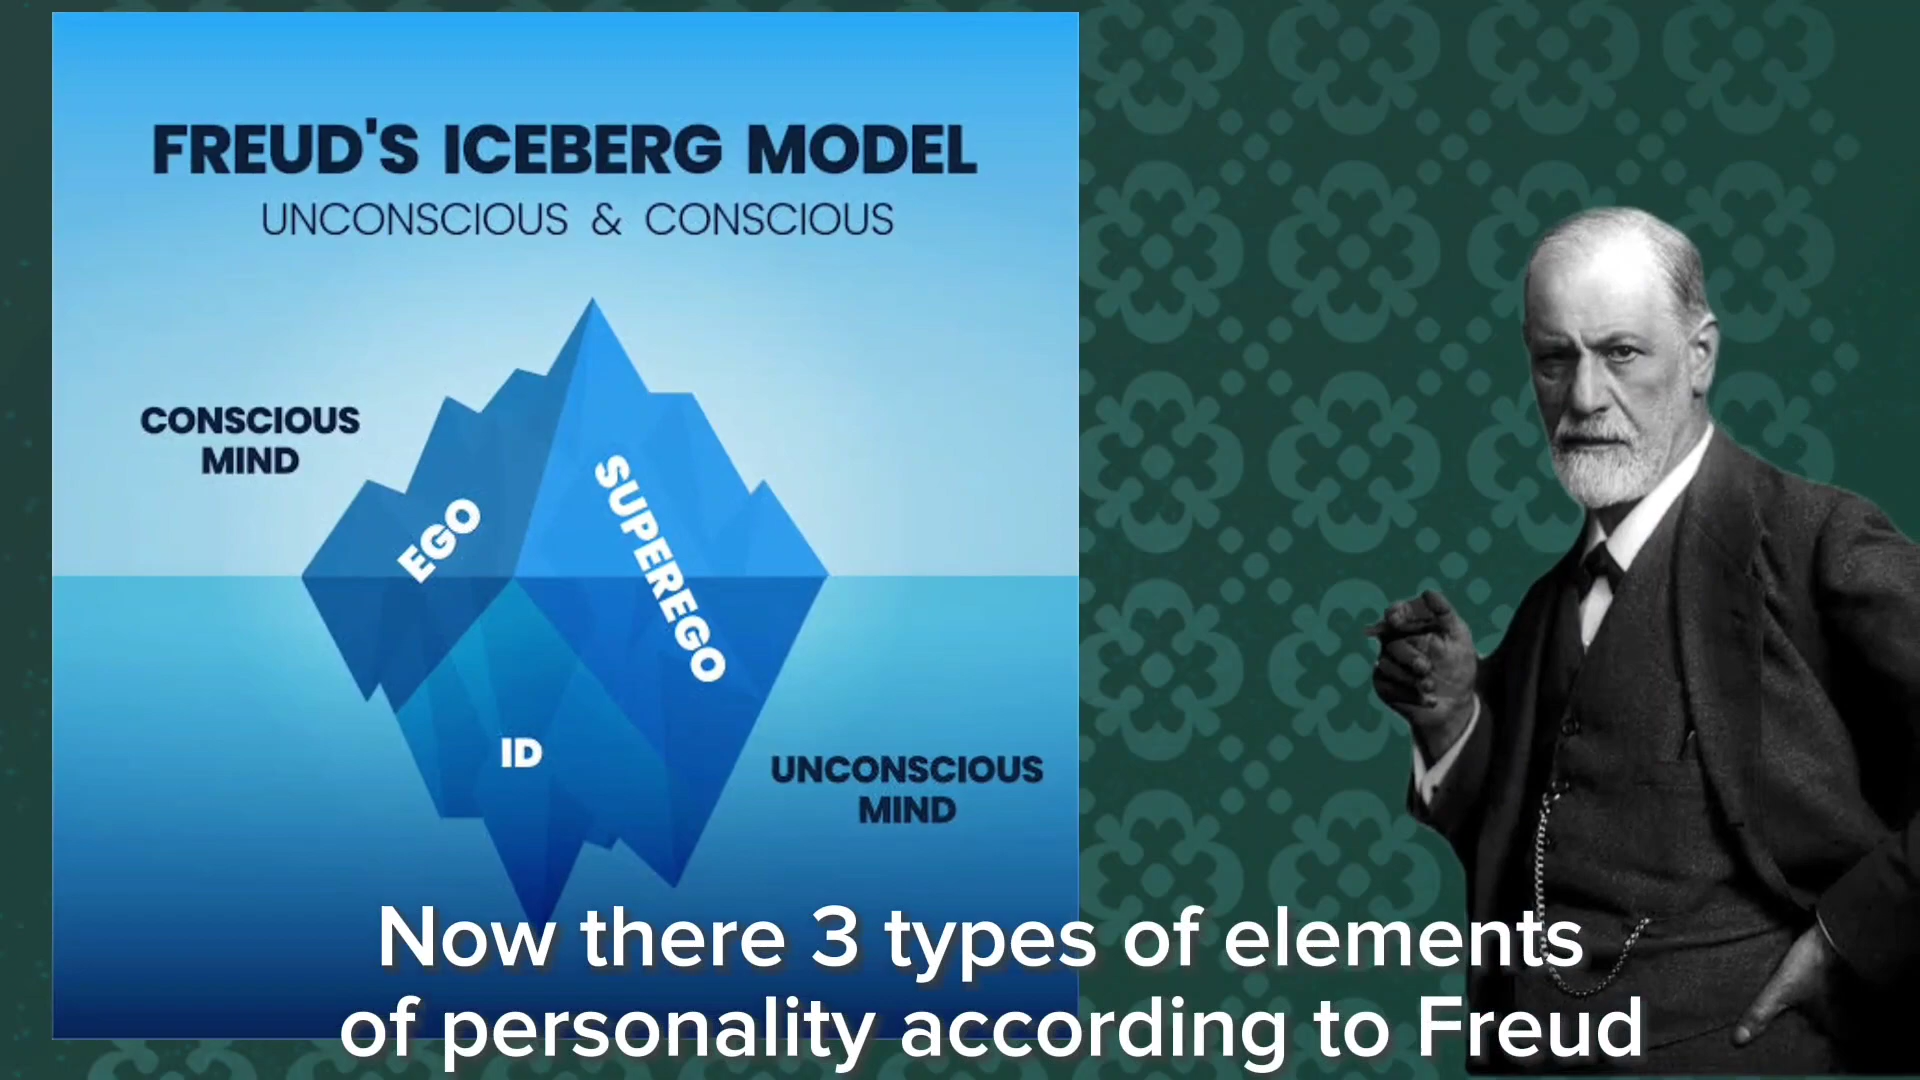 FREUD'S ICEBERG MODEL
UNCONSCIOUS & CONSCIOUS
CONSCIOUS
MIND
EGO
SUPEREGO
ID
UNCONSCIOUS
MIND
Now there 3 types of elements
of personality according to Freud